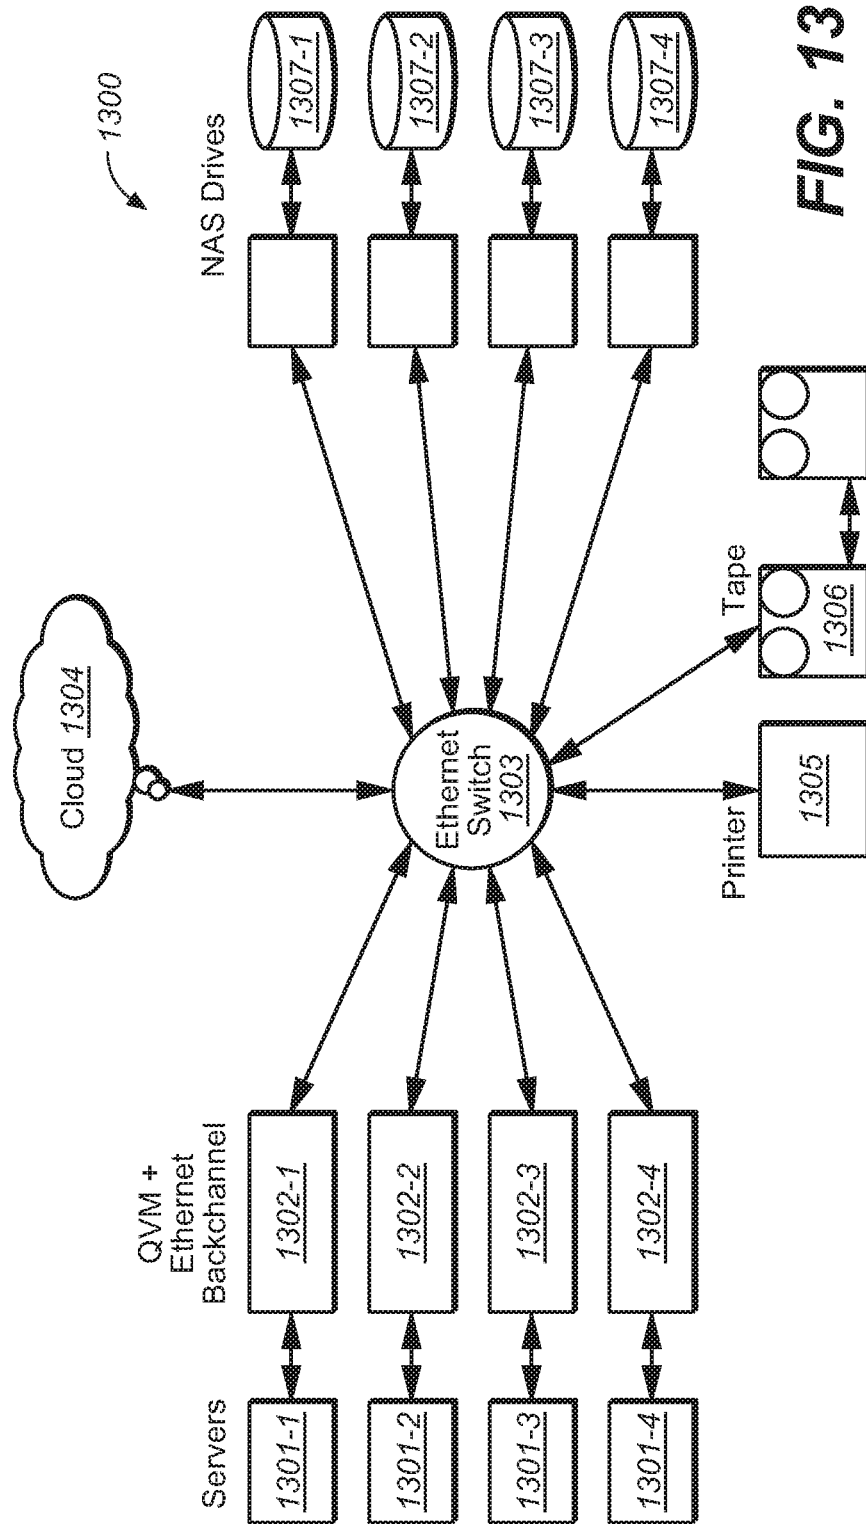 1300
Cloud 1304
Servers
QVM +
Ethernet
Backchannel
NAS Drives
1301-1
1302-1
1307-1
1301-2
1302-2
1307-2
Ethernet
Switch
1303
1301-3
1302-3
1307-3
1301-4
1302-4
1307-4
Printer
1305
Tape
1306
FIG. 13